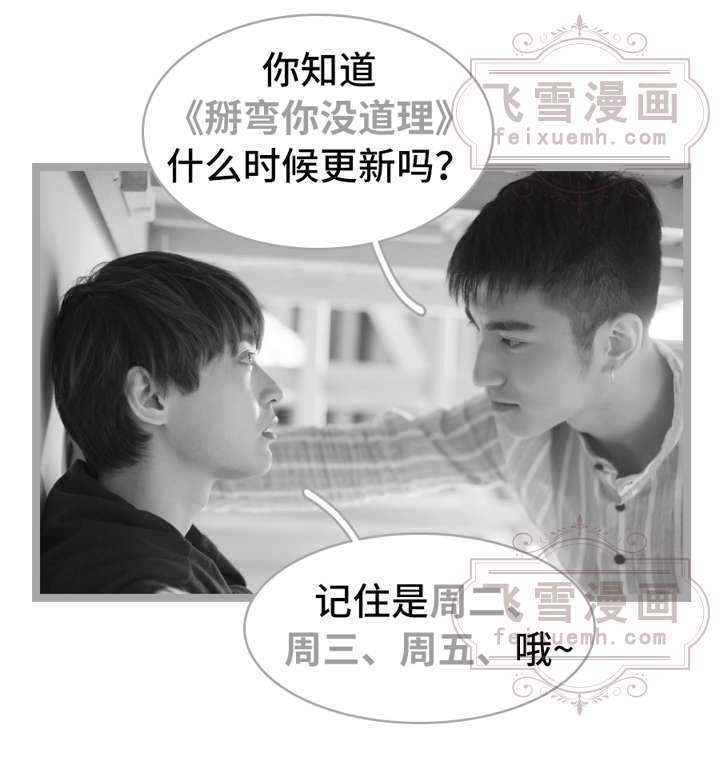 你知道
《掰弯你没道理》
什么时候更新吗？
飞雪漫画
feixuemh.com
记住是周二、
周三、周五、哦~
飞雪漫画
feixuemh.com